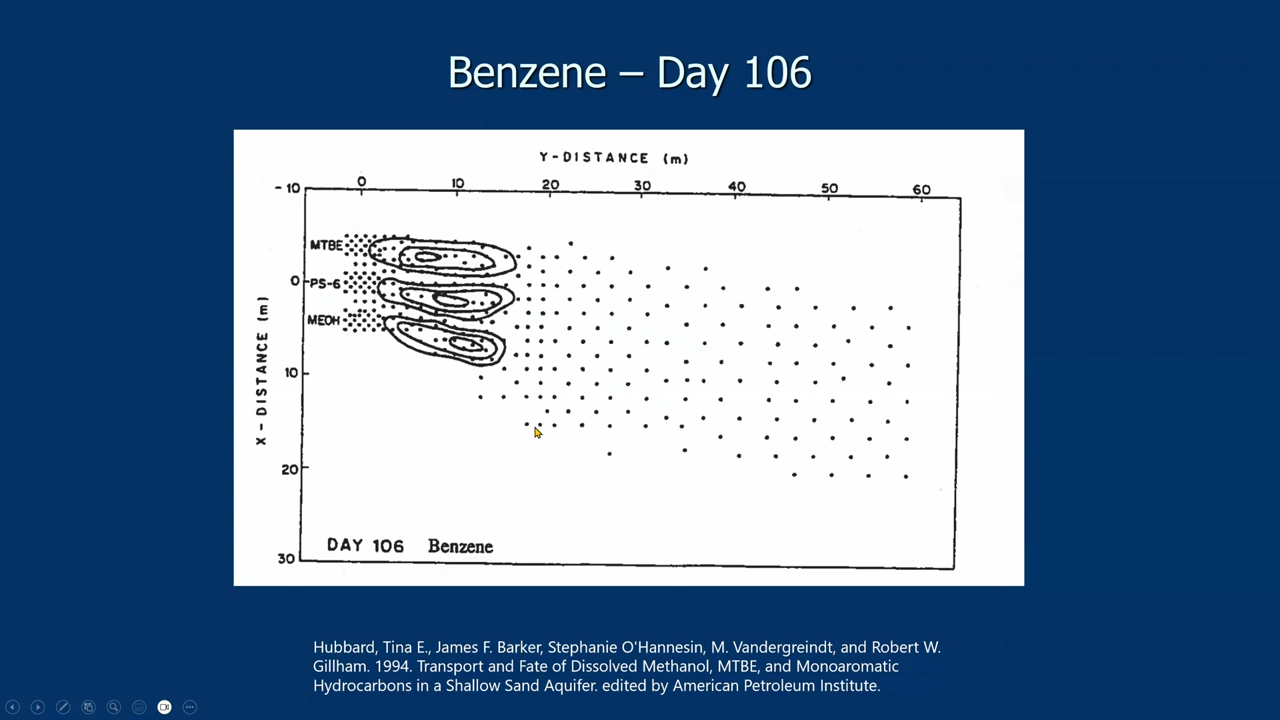 Benzene – Day 106
Y-DISTANCE (m)
-10 0 10 20 30 40 50 60
MTBE
0 PS-6
MEOH
10
X-DISTANCE (m)
20
30
DAY 106 Benzene
Hubbard, Tina E., James F. Barker, Stephanie O'Hannesin, M. Vandergreindt, and Robert W.
Gillham. 1994. Transport and Fate of Dissolved Methanol, MTBE, and Monoaromatic
Hydrocarbons in a Shallow Sand Aquifer. edited by American Petroleum Institute.